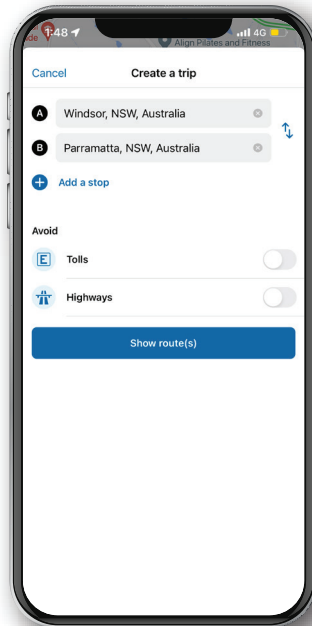 de
1:48
4G
Align Pilates and Fitness
Cancel
Create a trip
A
Windsor, NSW, Australia
B
Parramatta, NSW, Australia
Add a stop
Avoid
E
Tolls
Highways
Show route(s)